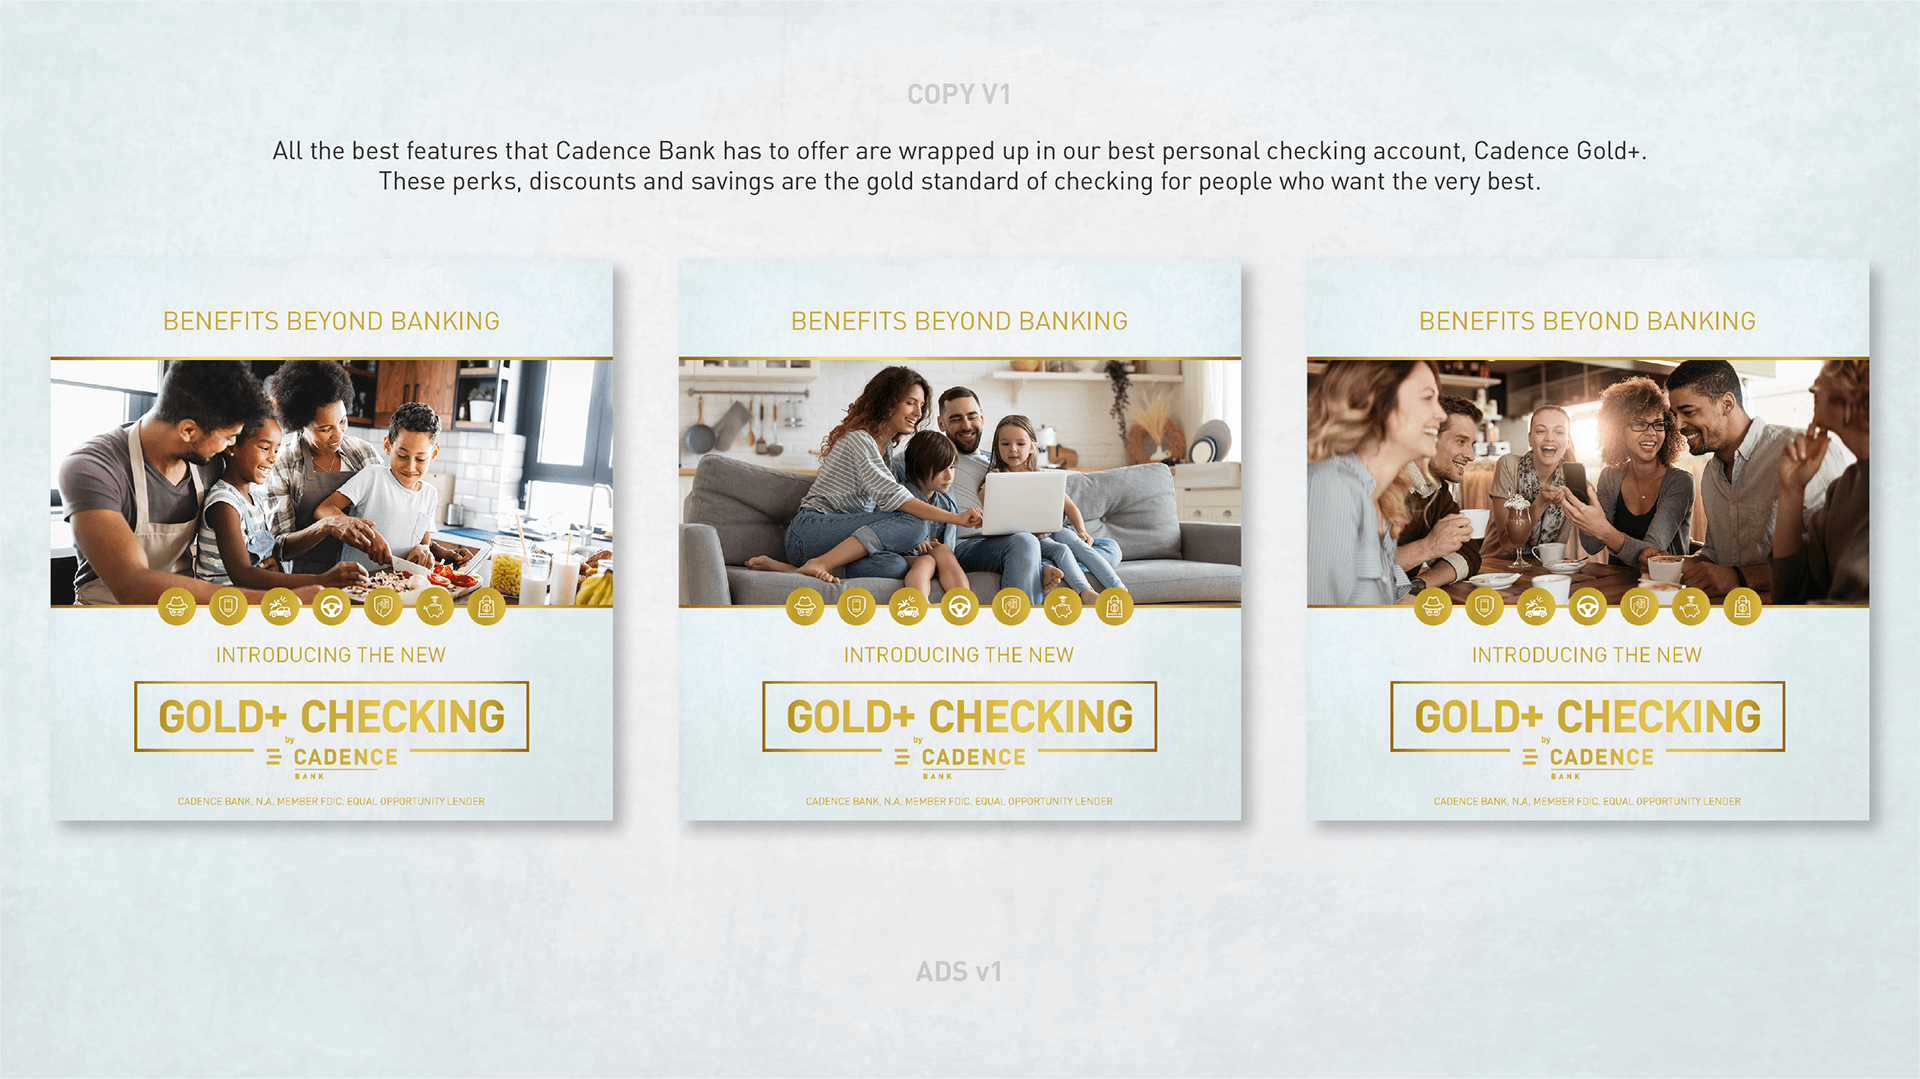 COPY V1
All the best features that Cadence Bank has to offer are wrapped up in our best personal checking account, Cadence Gold+.
These perks, discounts and savings are the gold standard of checking for people who want the very best.
BENEFITS BEYOND BANKING
INTRODUCING THE NEW
GOLD+ CHECKING
by
CADENCE
BANK
CADENCE BANK, N.A. MEMBER FDIC. EQUAL OPPORTUNITY LENDER
BENEFITS BEYOND BANKING
INTRODUCING THE NEW
GOLD+ CHECKING
by
CADENCE
BANK
CADENCE BANK, N.A. MEMBER FDIC. EQUAL OPPORTUNITY LENDER
BENEFITS BEYOND BANKING
INTRODUCING THE NEW
GOLD+ CHECKING
by
CADENCE
BANK
CADENCE BANK, N.A. MEMBER FDIC. EQUAL OPPORTUNITY LENDER
ADS v1